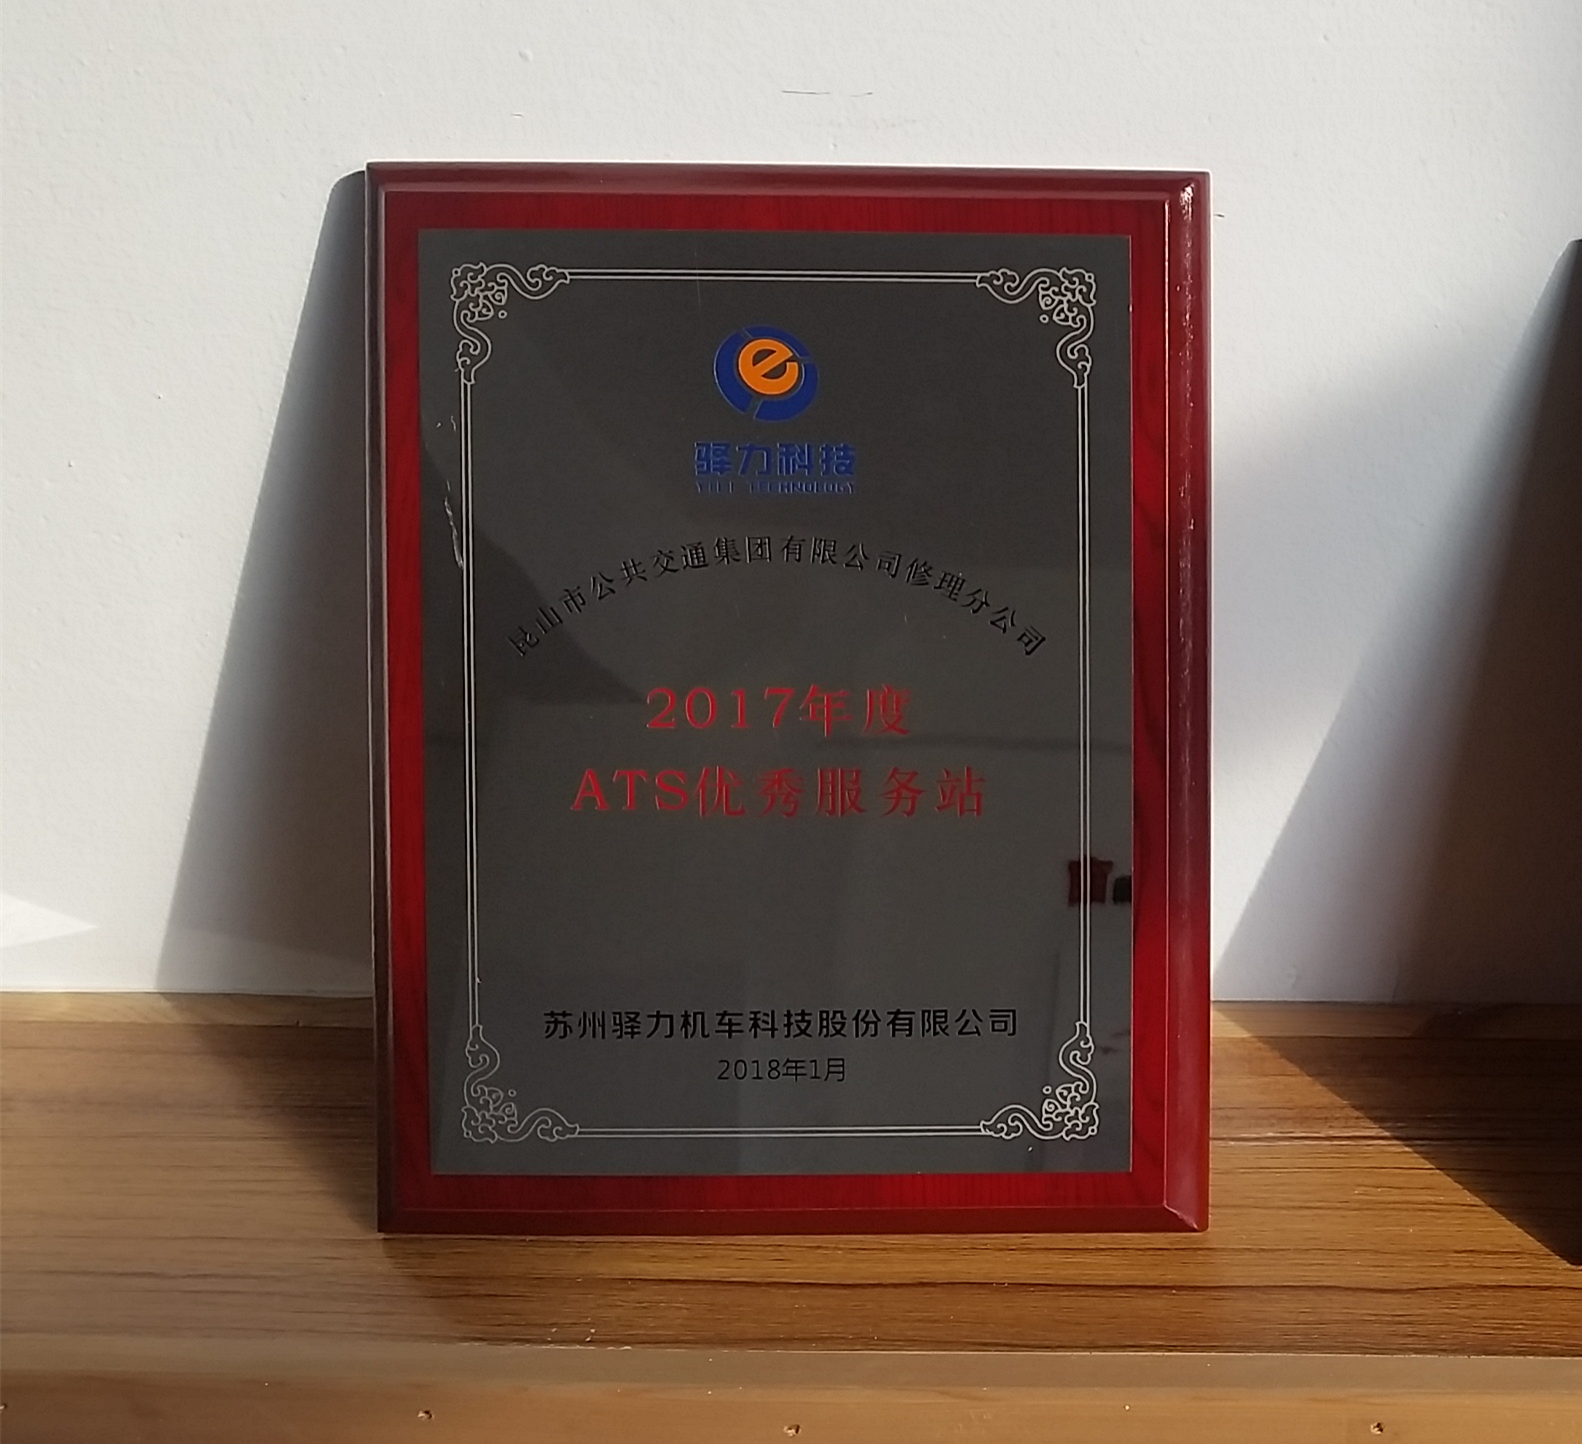 e
驿力科技
YILI TECHNOLOGY
昆山市公共交通集团有限公司修理分公司
2017年度
ATS优秀服务站
苏州驿力机车科技股份有限公司
2018年1月